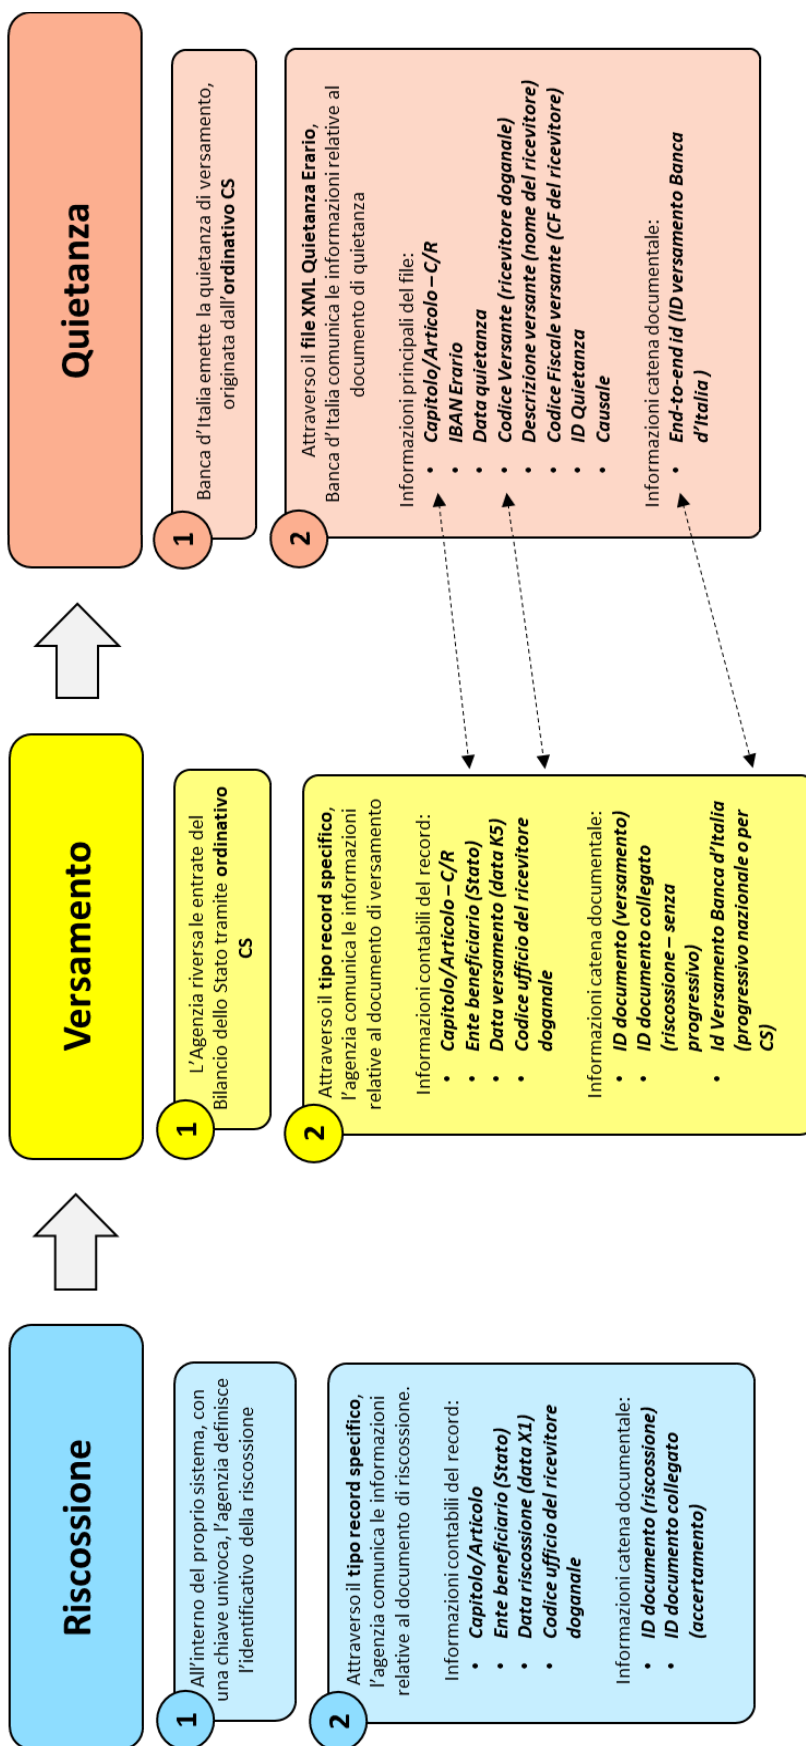 Riscossione
1
All'interno del proprio sistema, con
una chiave univoca, l'agenzia definisce
l'identificativo della riscossione
2
Attraverso il tipo record specifico,
l'agenzia comunica le informazioni
relative al documento di riscossione.
Informazioni contabili del record:
• Capitolo/Articolo
• Ente beneficiario (Stato)
• Data riscossione (data X1)
• Codice ufficio del ricevitore
doganale
Informazioni catena documentale:
• ID documento (riscossione)
• ID documento collegato
(accertamento)
Versamento
1
L'Agenzia riversa le entrate del
Bilancio dello Stato tramite ordinativo
CS
2
Attraverso il tipo record specifico,
l'agenzia comunica le informazioni
relative al documento di versamento
Informazioni contabili del record:
• Capitolo/Articolo – C/R
• Ente beneficiario (Stato)
• Data versamento (data K5)
• Codice ufficio del ricevitore
doganale
Informazioni catena documentale:
• ID documento (versamento)
• ID documento collegato
(riscossione – senza
progressivo)
• Id Versamento Banca d'Italia
(progressivo nazionale o per
CS)
Quietanza
1
Banca d'Italia emette la quietanza di versamento,
originata dall'ordinativo CS
2
Attraverso il file XML Quietanza Erario,
Banca d'Italia comunica le informazioni relative al
documento di quietanza
Informazioni principali del file:
• Capitolo/Articolo – C/R
• IBAN Erario
• Data quietanza
• Codice Versante (ricevitore doganale)
• Descrizione versante (nome del ricevitore)
• Codice Fiscale versante (CF del ricevitore)
• ID Quietanza
• Causale
Informazioni catena documentale:
• End-to-end id (ID versamento Banca
d'Italia )